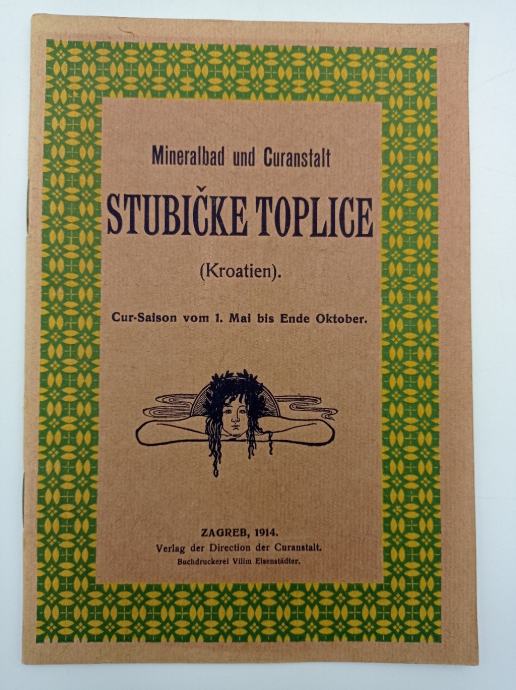 Mineralbad und Curanstalt
STUBIČKE TOPLICE
(Kroatien).
Cur-Saison vom 1. Mai bis Ende Oktober.
ZAGREB, 1914.
Verlag der Direction der Curanstalt.
Buchdruckerei Vilim Eisenstädter.